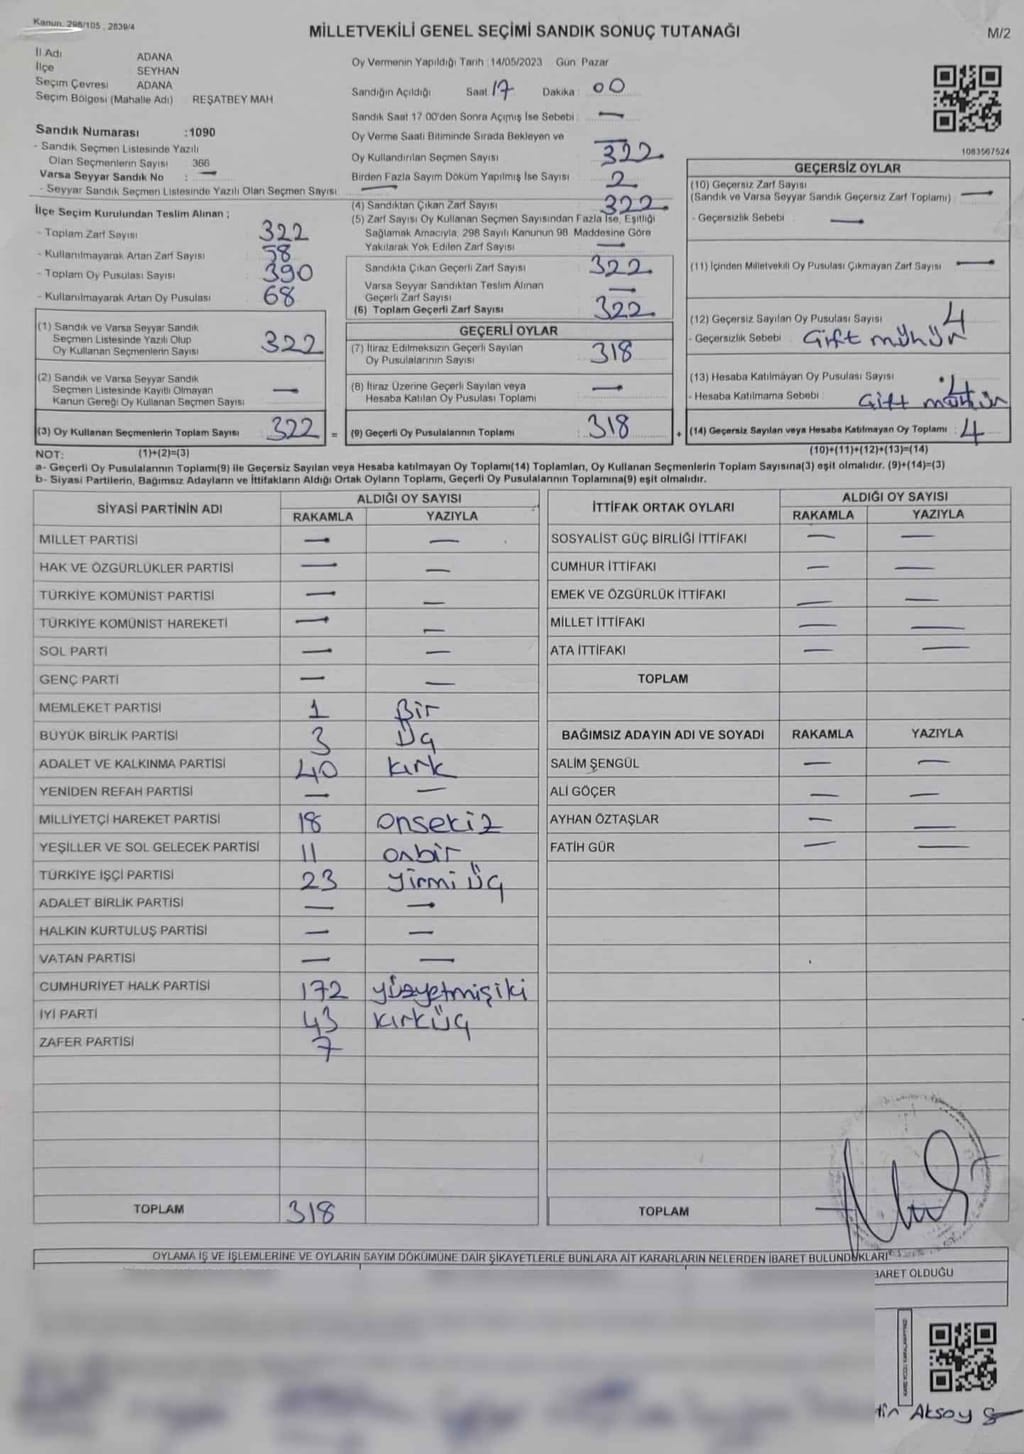 Kanun. 298/105 , 2839/4
MİLLETVEKİLİ GENEL SEÇİMİ SANDIK SONUÇ TUTANAĞI
M/2
İl Adı ADANA
İlçe SEYHAN
Seçim Çevresi ADANA
Seçim Bölgesi (Mahalle Adı) REŞATBEY MAH
Oy Vermenin Yapıldığı Tarih :14/05/2023 Gün Pazar
Sandığın Açıldığı Saat 17 Dakika : 00
Sandık Saat 17 00'den Sonra Açımış İse Sebebi : —
Sandık Numarası :1090
- Sandık Seçmen Listesinde Yazılı
Olan Seçmenlerin Sayısı 366
Varsa Seyyar Sandık No : —
- Seyyar Sandık Seçmen Listesinde Yazılı Olan Seçmen Sayısı
Oy Verme Saati Bitiminde Sırada Bekleyen ve
Oy Kullandırılan Seçmen Sayısı 322
Birden Fazla Sayım Döküm Yapılmış İse Sayısı 2
(4) Sandıktan Çıkan Zarf Sayısı 322
(5) Zarf Sayısı Oy Kullanan Seçmen Sayısından Fazla İse, Eşitliği
Sağlamak Amacıyla, 298 Sayılı Kanunun 98 Maddesine Göre
Yakılarak Yok Edilen Zarf Sayısı —
İlçe Seçim Kurulundan Teslim Alınan ;
- Toplam Zarf Sayısı 322
- Kullanılmayarak Artan Zarf Sayısı 58
- Toplam Oy Pusulası Sayısı 390
- Kullanılmayarak Artan Oy Pusulası 68
Sandıkta Çıkan Geçerli Zarf Sayısı 322
Varsa Seyyar Sandıktan Teslim Alınan
Geçerli Zarf Sayısı —
(6) Toplam Geçerli Zarf Sayısı 322
1083567524
GEÇERSİZ OYLAR
(10) Geçersiz Zarf Sayısı
(Sandık ve Varsa Seyyar Sandık Geçersiz Zarf Toplamı) —
- Geçersizlik Sebebi : —
(11) İçinden Milletvekili Oy Pusulası Çıkmayan Zarf Sayısı : —
(12) Geçersiz Sayılan Oy Pusulası Sayısı 4
- Geçersizlik Sebebi Çift mühür
(13) Hesaba Katılmayan Oy Pusulası Sayısı 4
- Hesaba Katılmama Sebebi : Çift mühür
(14) Geçersiz Sayılan veya Hesaba Katılmayan Oy Toplamı : 4
(10)+(11)+(12)+(13)=(14)
(1) Sandık ve Varsa Seyyar Sandık
Seçmen Listesinde Yazılı Olup
Oy Kullanan Seçmenlerin Sayısı 322
(2) Sandık ve Varsa Seyyar Sandık
Seçmen Listesinde Kayıtlı Olmayan
Kanun Gereği Oy Kullanan Seçmen Sayısı —
(3) Oy Kullanan Seçmenlerin Toplam Sayısı 322 =
GEÇERLİ OYLAR
(7) İtiraz Edilmeksizin Geçerli Sayılan
Oy Pusulalarının Sayısı 318
(8) İtiraz Üzerine Geçerli Sayılan veya
Hesaba Katılan Oy Pusulası Toplamı —
(9) Geçerli Oy Pusulalarının Toplamı 318 +
NOT: (1)+(2)=(3)
a- Geçerli Oy Pusulalarının Toplamı(9) ile Geçersiz Sayılan veya Hesaba katılmayan Oy Toplamı(14) Toplamları, Oy Kullanan Seçmenlerin Toplam Sayısına(3) eşit olmalıdır. (9)+(14)=(3)
b- Siyasi Partilerin, Bağımsız Adayların ve İttifakların Aldığı Ortak Oyların Toplamı, Geçerli Oy Pusulalarının Toplamına(9) eşit olmalıdır.
SİYASİ PARTİNİN ADI ALDIĞI OY SAYISI
RAKAMLA YAZIYLA
MİLLET PARTİSİ — —
HAK VE ÖZGÜRLÜKLER PARTİSİ — —
TÜRKİYE KOMÜNİST PARTİSİ — —
TÜRKİYE KOMÜNİST HAREKETİ — —
SOL PARTİ — —
GENÇ PARTİ — —
MEMLEKET PARTİSİ 1 Bir
BÜYÜK BİRLİK PARTİSİ 3 Üç
ADALET VE KALKINMA PARTİSİ 40 kırk
YENİDEN REFAH PARTİSİ — —
MİLLİYETÇİ HAREKET PARTİSİ 18 onsekiz
YEŞİLLER VE SOL GELECEK PARTİSİ 11 onbir
TÜRKİYE İŞÇİ PARTİSİ 23 yirmi üç
ADALET BİRLİK PARTİSİ — —
HALKIN KURTULUŞ PARTİSİ — —
VATAN PARTİSİ — —
CUMHURİYET HALK PARTİSİ 172 yüzyetmişiki
İYİ PARTİ 43 kırküç
ZAFER PARTİSİ 7
TOPLAM 318
İTTİFAK ORTAK OYLARI ALDIĞI OY SAYISI
RAKAMLA YAZIYLA
SOSYALİST GÜÇ BİRLİĞİ İTTİFAKI — —
CUMHUR İTTİFAKI — —
EMEK VE ÖZGÜRLÜK İTTİFAKI — —
MİLLET İTTİFAKI — —
ATA İTTİFAKI — —
TOPLAM
BAĞIMSIZ ADAYIN ADI VE SOYADI RAKAMLA YAZIYLA
SALİM ŞENGÜL — —
ALİ GÖÇER — —
AYHAN ÖZTAŞLAR — —
FATİH GÜR — —
TOPLAM
OYLAMA İŞ VE İŞLEMLERİNE VE OYLARIN SAYIM DÖKÜMÜNE DAİR ŞİKAYETLERLE BUNLARA AİT KARARLARIN NELERDEN İBARET BULUNDUKLARI
BARET OLDUĞU
tin Aksoy